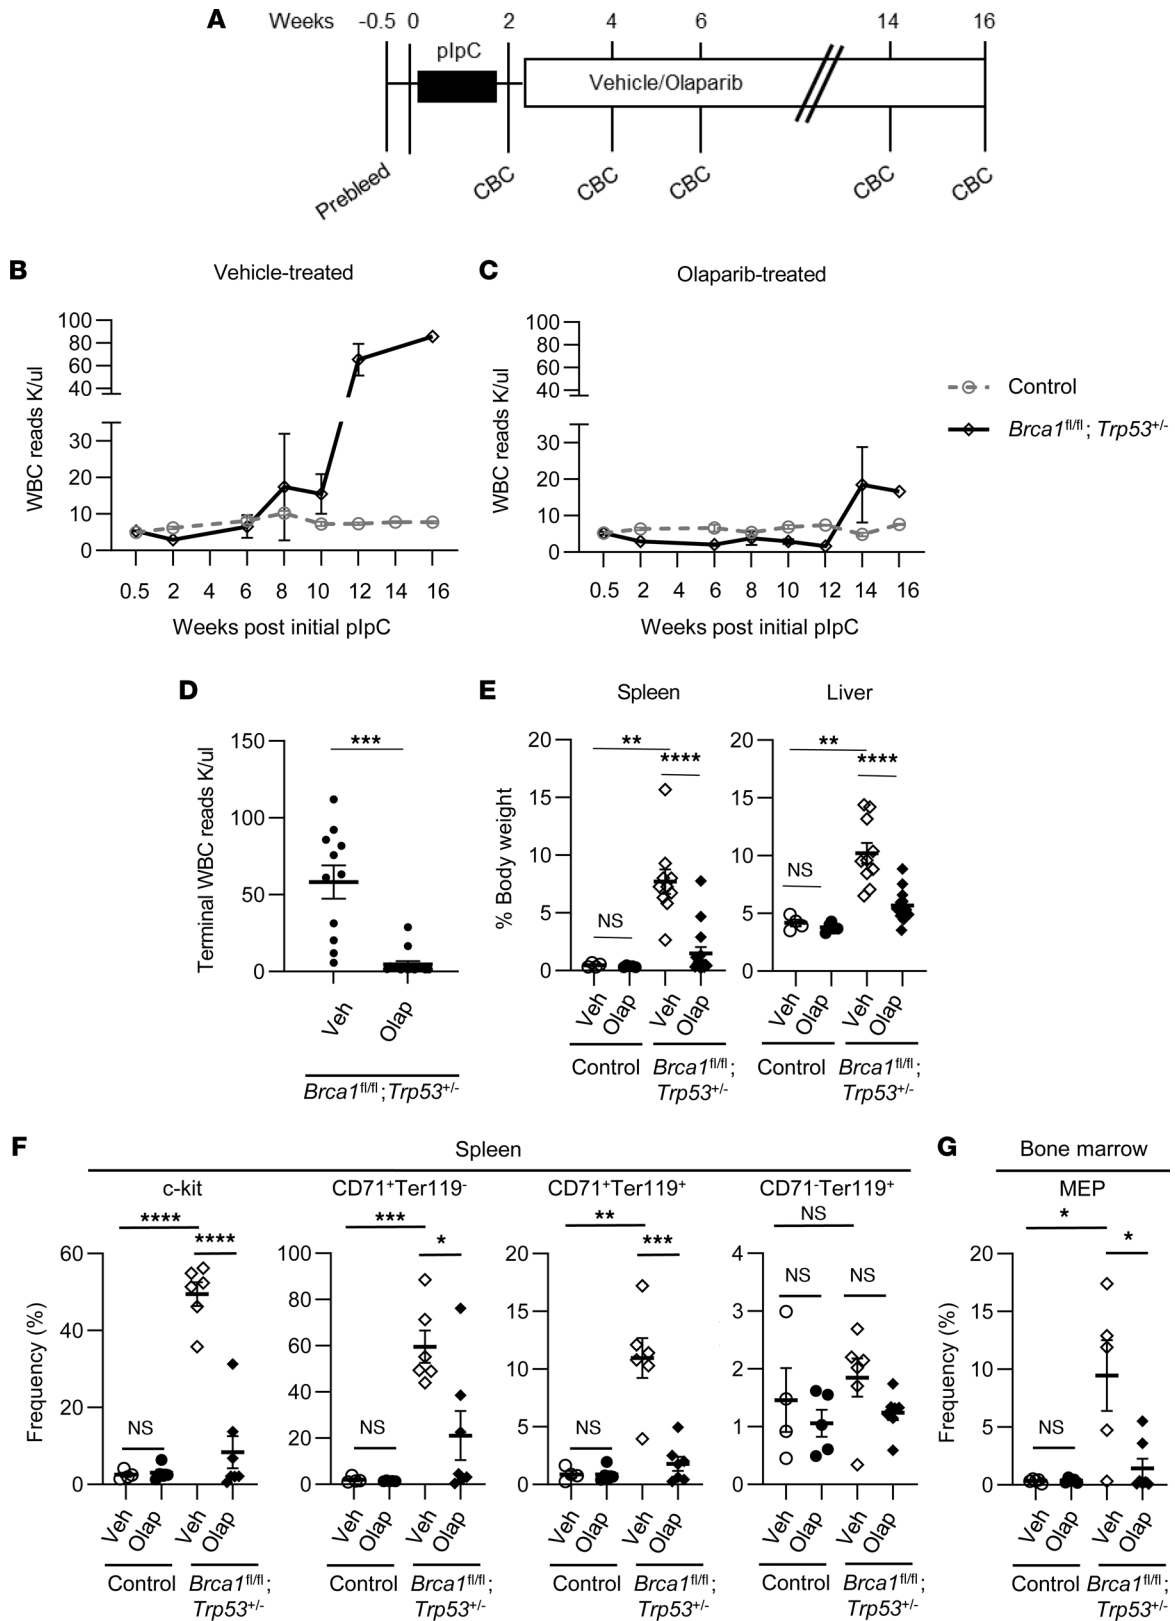 A
Weeks -0.5 0 2 4 6 14 16
pIpC
Vehicle/Olaparib
Prebleed CBC CBC CBC CBC CBC
B
Vehicle-treated
WBC reads K/ul
100
80
60
40
30
20
10
0
0.5 2 4 6 8 10 12 14 16
Weeks post initial pIpC
C
Olaparib-treated
WBC reads K/ul
100
80
60
40
30
20
10
0
0.5 2 4 6 8 10 12 14 16
Weeks post initial pIpC
Control
Brca1fl/fl; Trp53+/-
D
Terminal WBC reads K/ul
150
100
50
0
***
Veh Olap
Brca1fl/fl;Trp53+/-
E
% Body weight
Spleen
20
15
10
5
0
**
****
NS
Veh Olap Veh Olap
Control Brca1fl/fl;
Trp53+/-
Liver
20
15
10
5
0
**
****
NS
Veh Olap Veh Olap
Control Brca1fl/fl;
Trp53+/-
F
Spleen
Frequency (%)
c-kit
****
****
60
40
20
0
NS
Veh Olap Veh Olap
Control Brca1fl/fl;
Trp53+/-
CD71+Ter119-
***
*
100
80
60
40
20
0
NS
Veh Olap Veh Olap
Control Brca1fl/fl;
Trp53+/-
CD71+Ter119+
**
***
20
15
10
5
0
NS
Veh Olap Veh Olap
Control Brca1fl/fl;
Trp53+/-
CD71-Ter119+
NS
NS NS
4
3
2
1
0
Veh Olap Veh Olap
Control Brca1fl/fl;
Trp53+/-
G
Bone marrow
MEP
*
*
Frequency (%)
20
15
10
5
0
NS
Veh Olap Veh Olap
Control Brca1fl/fl;
Trp53+/-